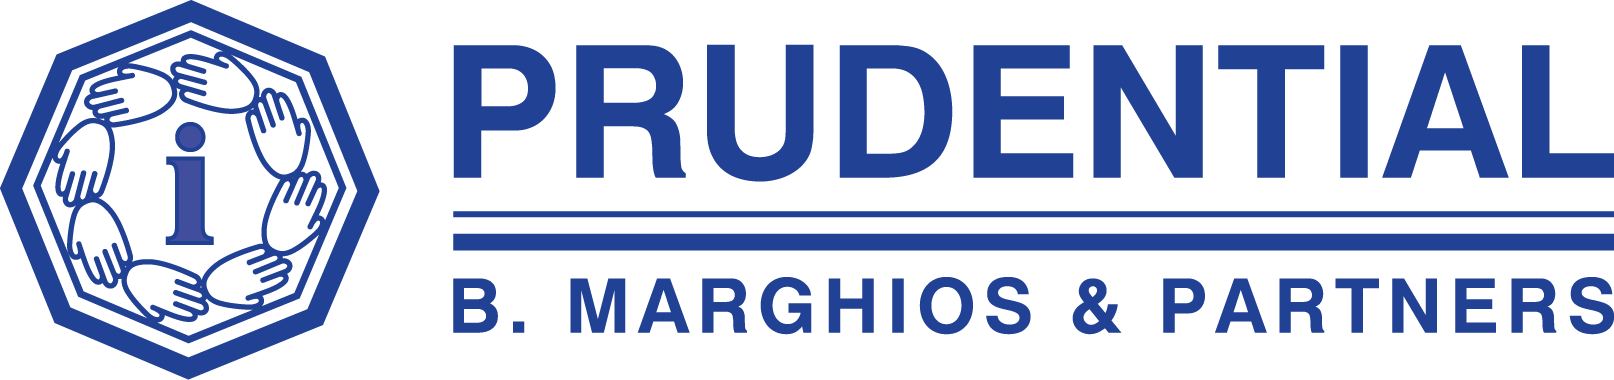 i
PRUDENTIAL
B. MARGHIOS & PARTNERS